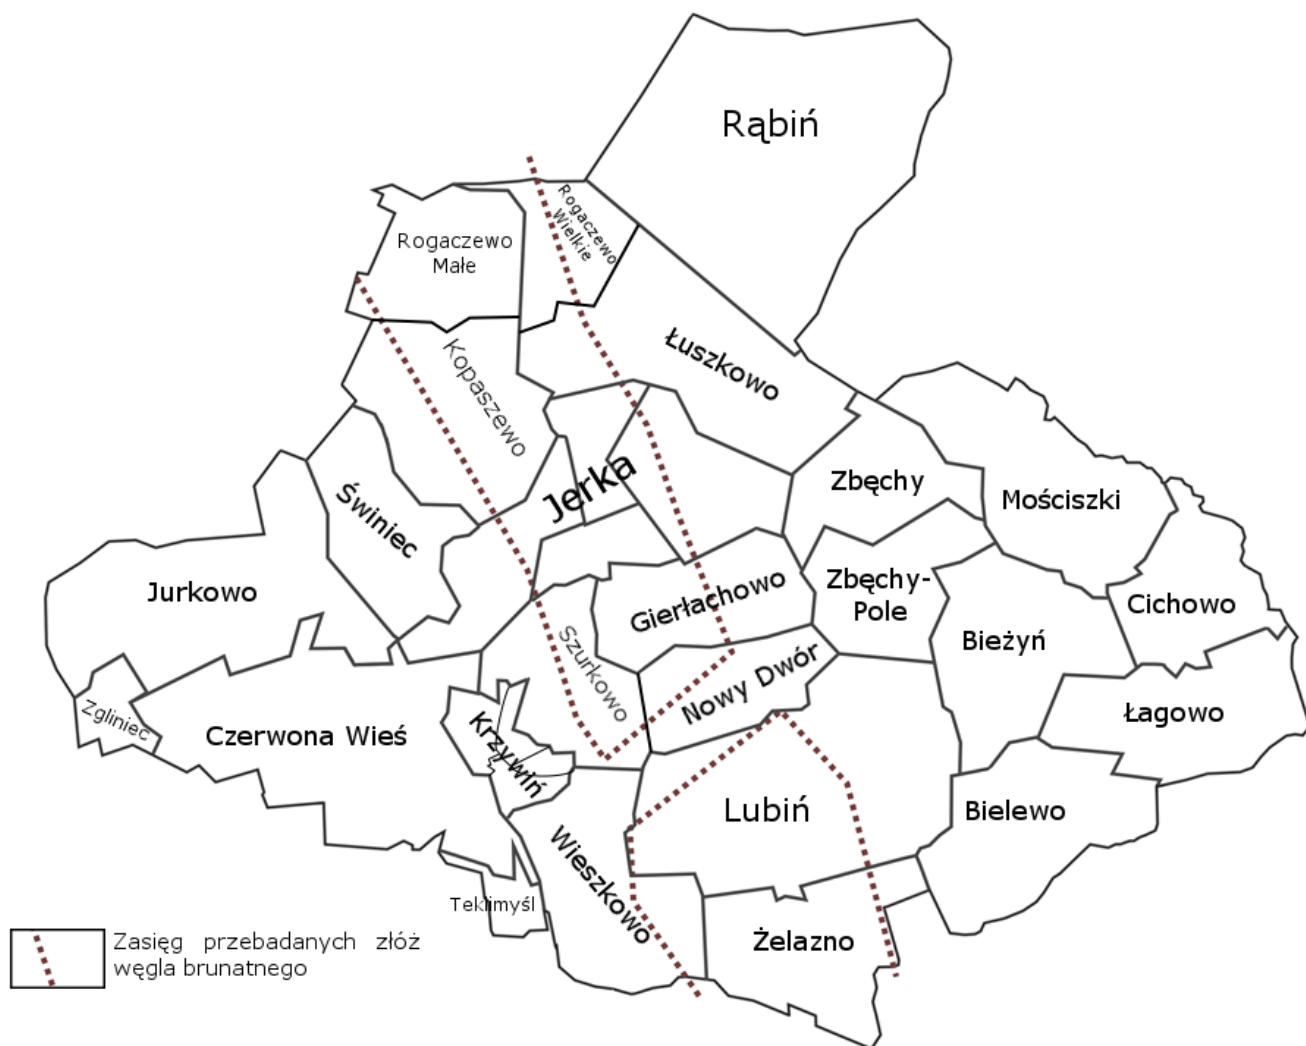 Rąbiń
Rogaczewo
Wielkie
Rogaczewo
Małe
Łuszkowo
Kopaszewo
Jerka
Zbęchy
Mościszki
Świniec
Jurkowo
Gierłachowo
Zbęchy-
Pole
Cichowo
Bieżyń
Szurkowo
Nowy Dwór
Łagowo
Zgliniec
Czerwona Wieś
Krzywiń
Lubiń
Bielewo
Wieszkowo
Teklimyśl
Żelazno
Zasięg przebadanych złóż
węgla brunatnego